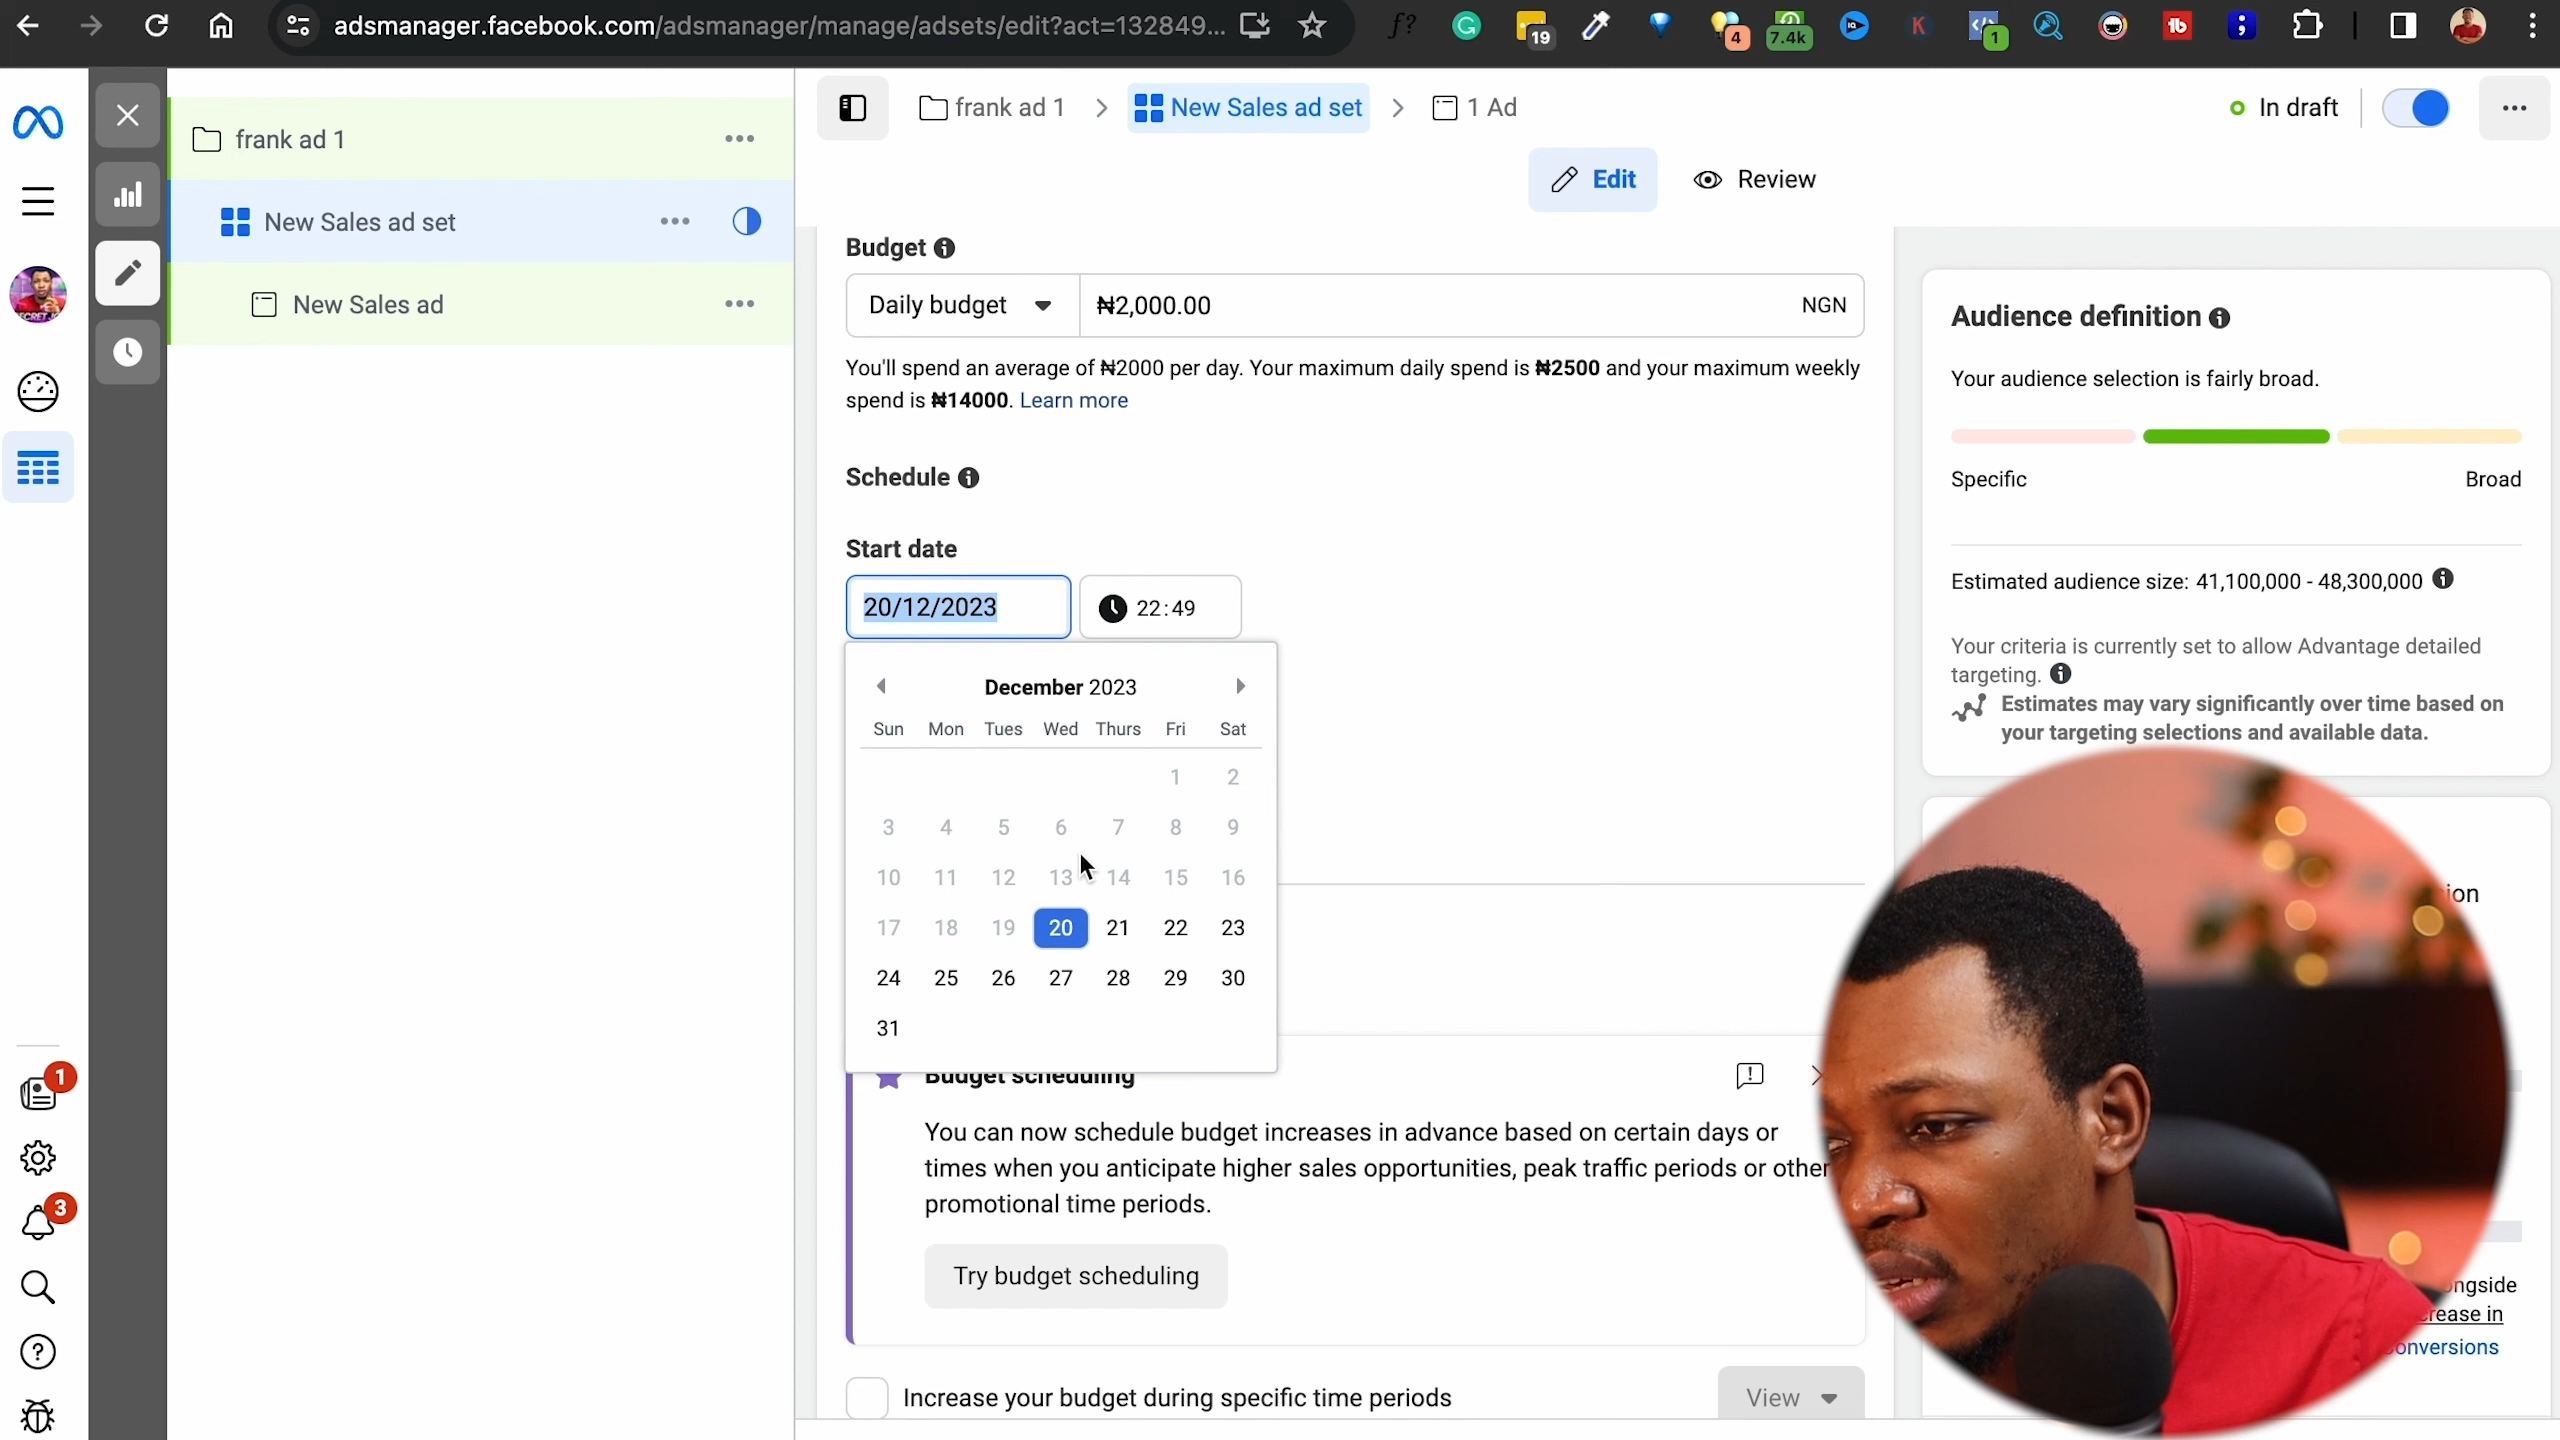 adsmanager.facebook.com/adsmanager/manage/adsets/edit?act=132849...
f?
19
4
7.4k
K
1
frank ad 1
New Sales ad set
New Sales ad
1
3
frank ad 1 > New Sales ad set > 1 Ad
In draft
Edit
Review
Budget
Daily budget
₦2,000.00
NGN
You'll spend an average of ₦2000 per day. Your maximum daily spend is ₦2500 and your maximum weekly
spend is ₦14000. Learn more
Schedule
Start date
20/12/2023
22:49
December 2023
Sun Mon Tues Wed Thurs Fri Sat
1 2
3 4 5 6 7 8 9
10 11 12 13 14 15 16
17 18 19 20 21 22 23
24 25 26 27 28 29 30
31
Budget scheduling
You can now schedule budget increases in advance based on certain days or
times when you anticipate higher sales opportunities, peak traffic periods or other
promotional time periods.
Try budget scheduling
Increase your budget during specific time periods
View
Audience definition
Your audience selection is fairly broad.
Specific
Broad
Estimated audience size: 41,100,000 - 48,300,000
Your criteria is currently set to allow Advantage detailed
targeting.
Estimates may vary significantly over time based on
your targeting selections and available data.
in